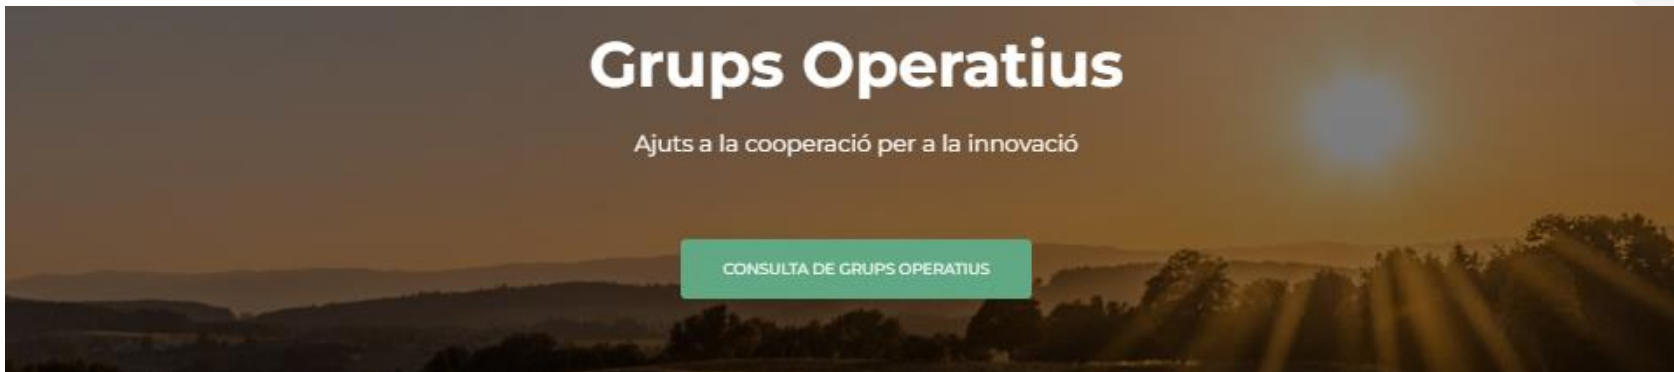 Grups Operatius
Ajuts a la cooperació per a la innovació
CONSULTA DE GRUPS OPERATIUS